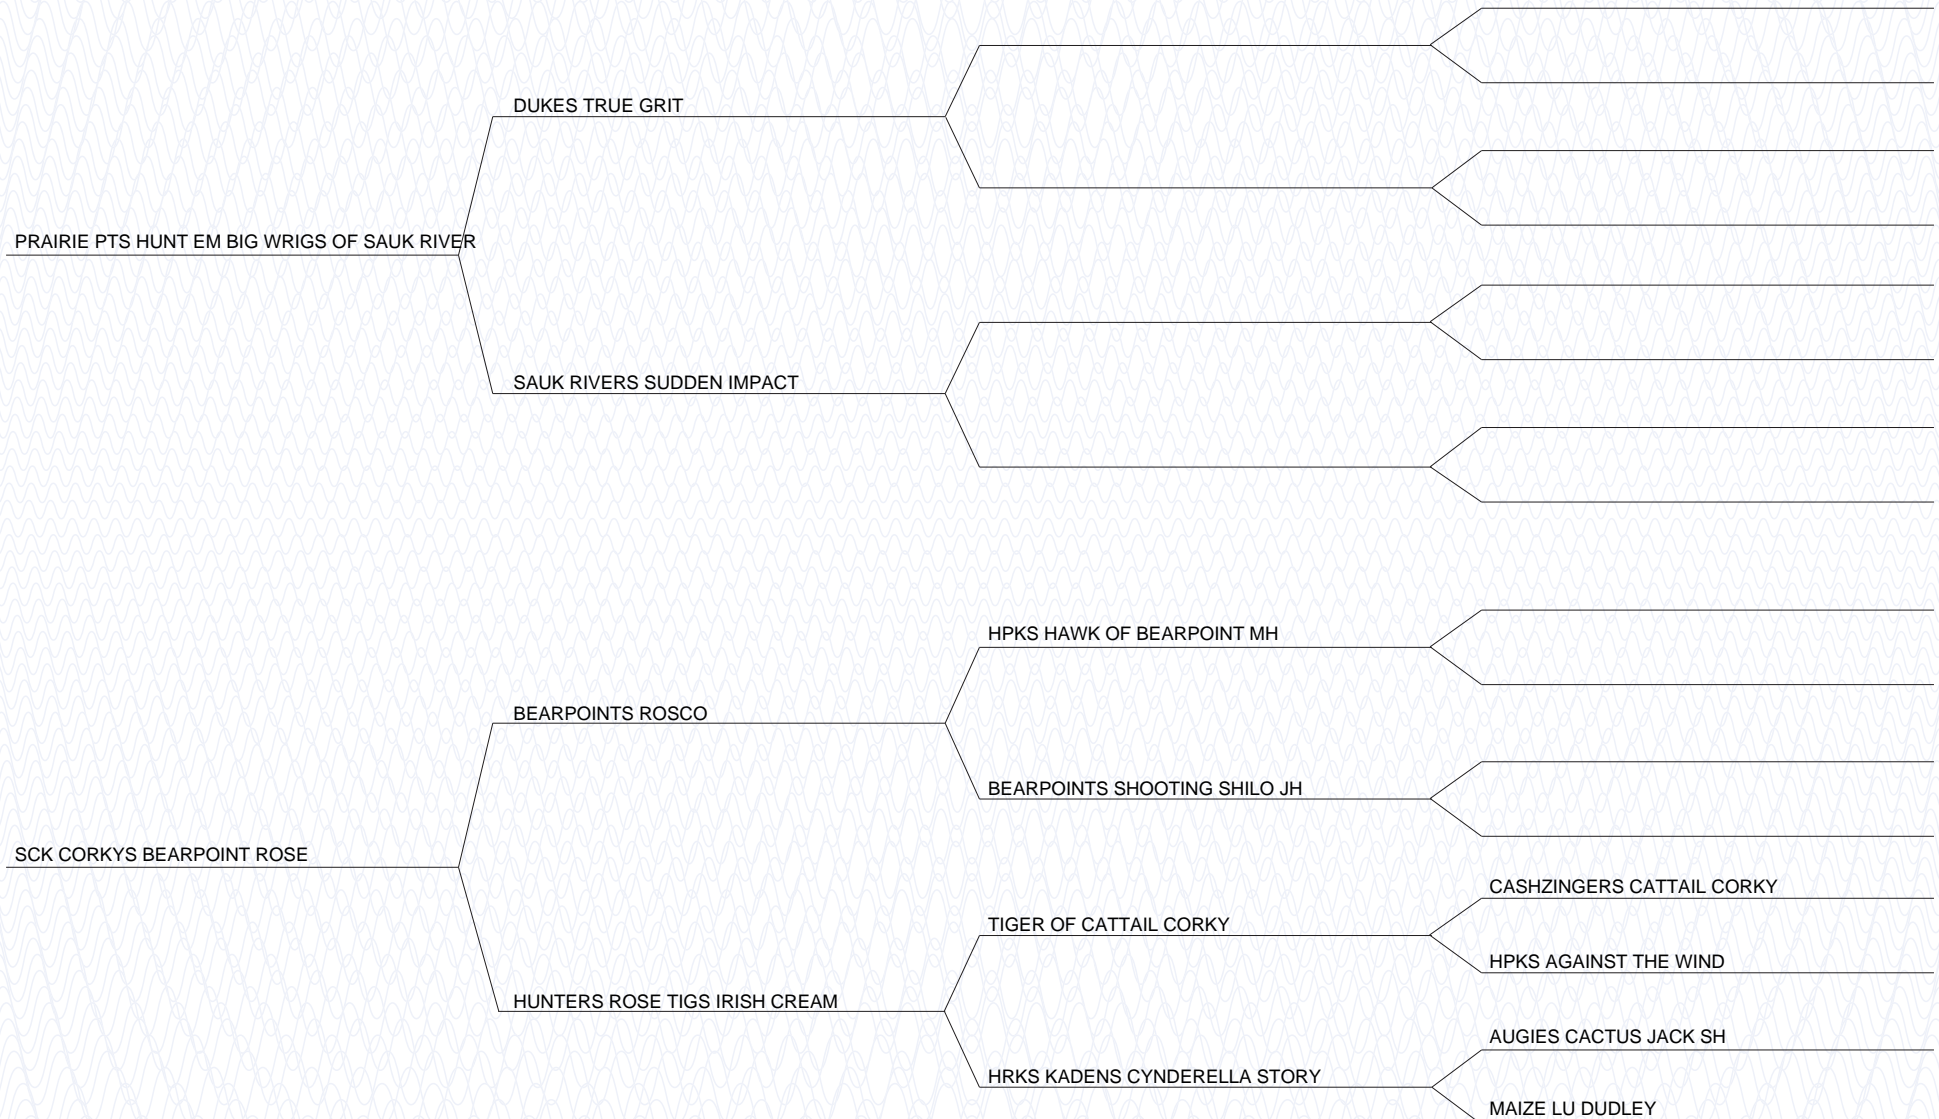 DUKES TRUE GRIT
PRAIRIE PTS HUNT EM BIG WRIGS OF SAUK RIVER
SAUK RIVERS SUDDEN IMPACT
HPKS HAWK OF BEARPOINT MH
BEARPOINTS ROSCO
BEARPOINTS SHOOTING SHILO JH
SCK CORKYS BEARPOINT ROSE
CASHZINGERS CATTAIL CORKY
TIGER OF CATTAIL CORKY
HPKS AGAINST THE WIND
HUNTERS ROSE TIGS IRISH CREAM
AUGIES CACTUS JACK SH
HRKS KADENS CYNDERELLA STORY
MAIZE LU DUDLEY